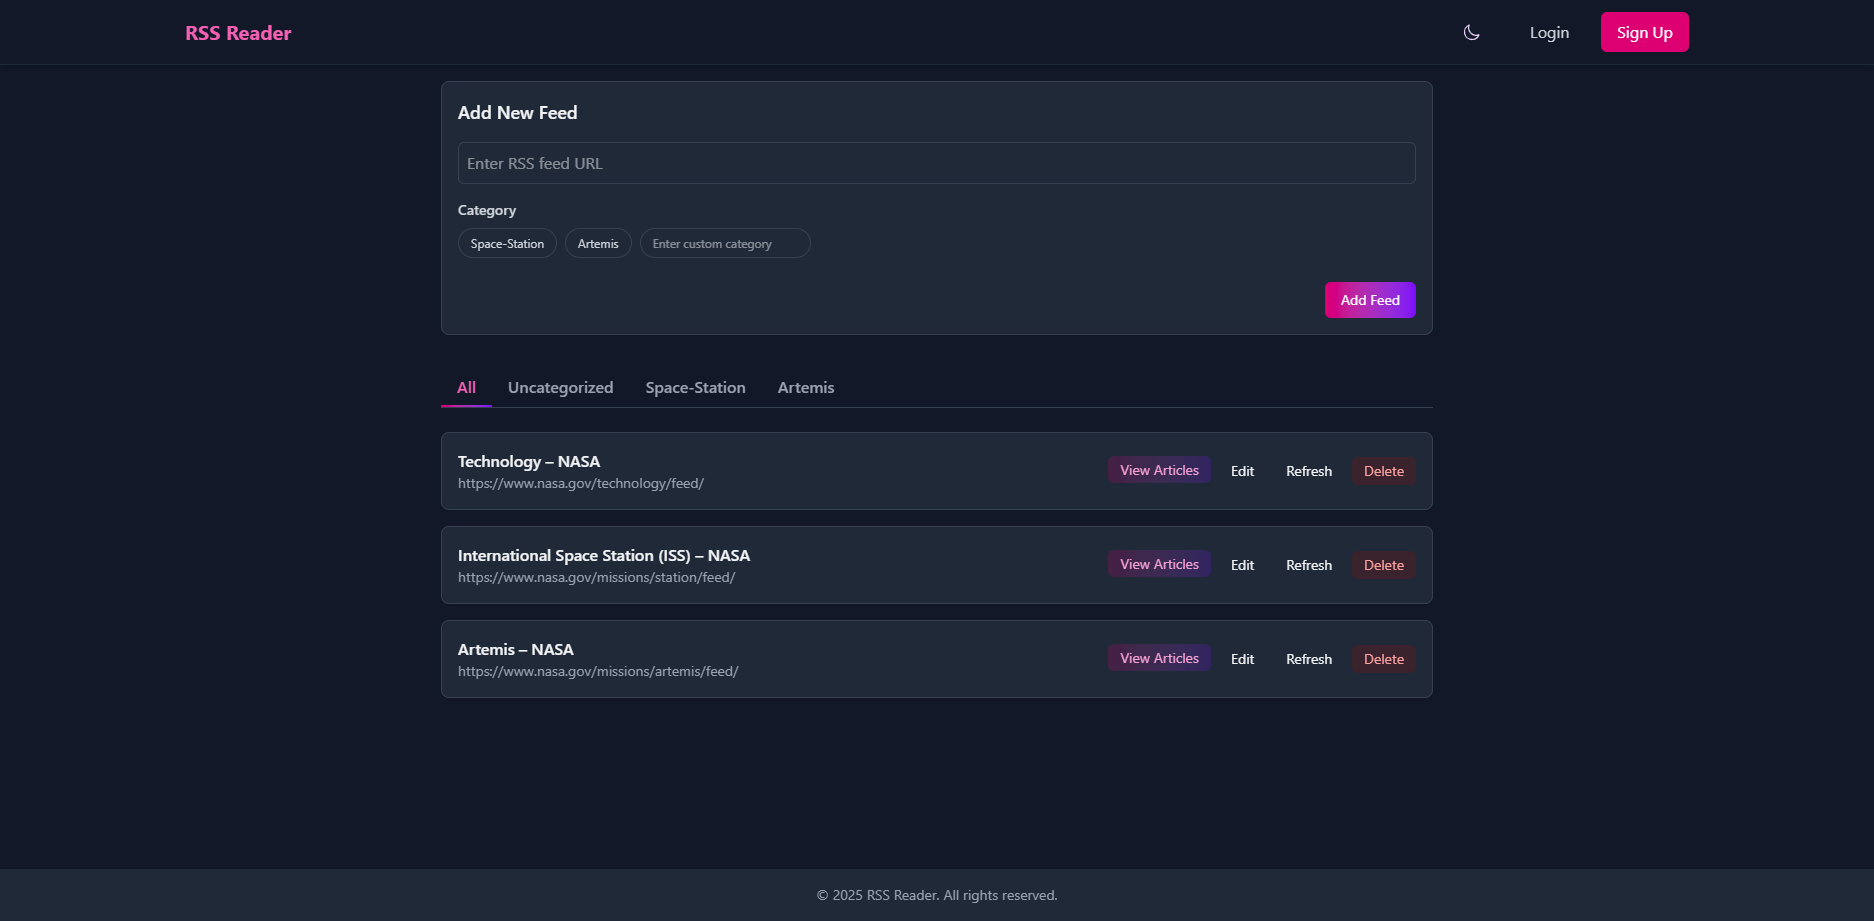 RSS Reader
Login
Sign Up
Add New Feed
Enter RSS feed URL
Category
Space-Station Artemis Enter custom category
Add Feed
All Uncategorized Space-Station Artemis
Technology – NASA
https://www.nasa.gov/technology/feed/
View Articles Edit Refresh Delete
International Space Station (ISS) – NASA
https://www.nasa.gov/missions/station/feed/
View Articles Edit Refresh Delete
Artemis – NASA
https://www.nasa.gov/missions/artemis/feed/
View Articles Edit Refresh Delete
© 2025 RSS Reader. All rights reserved.